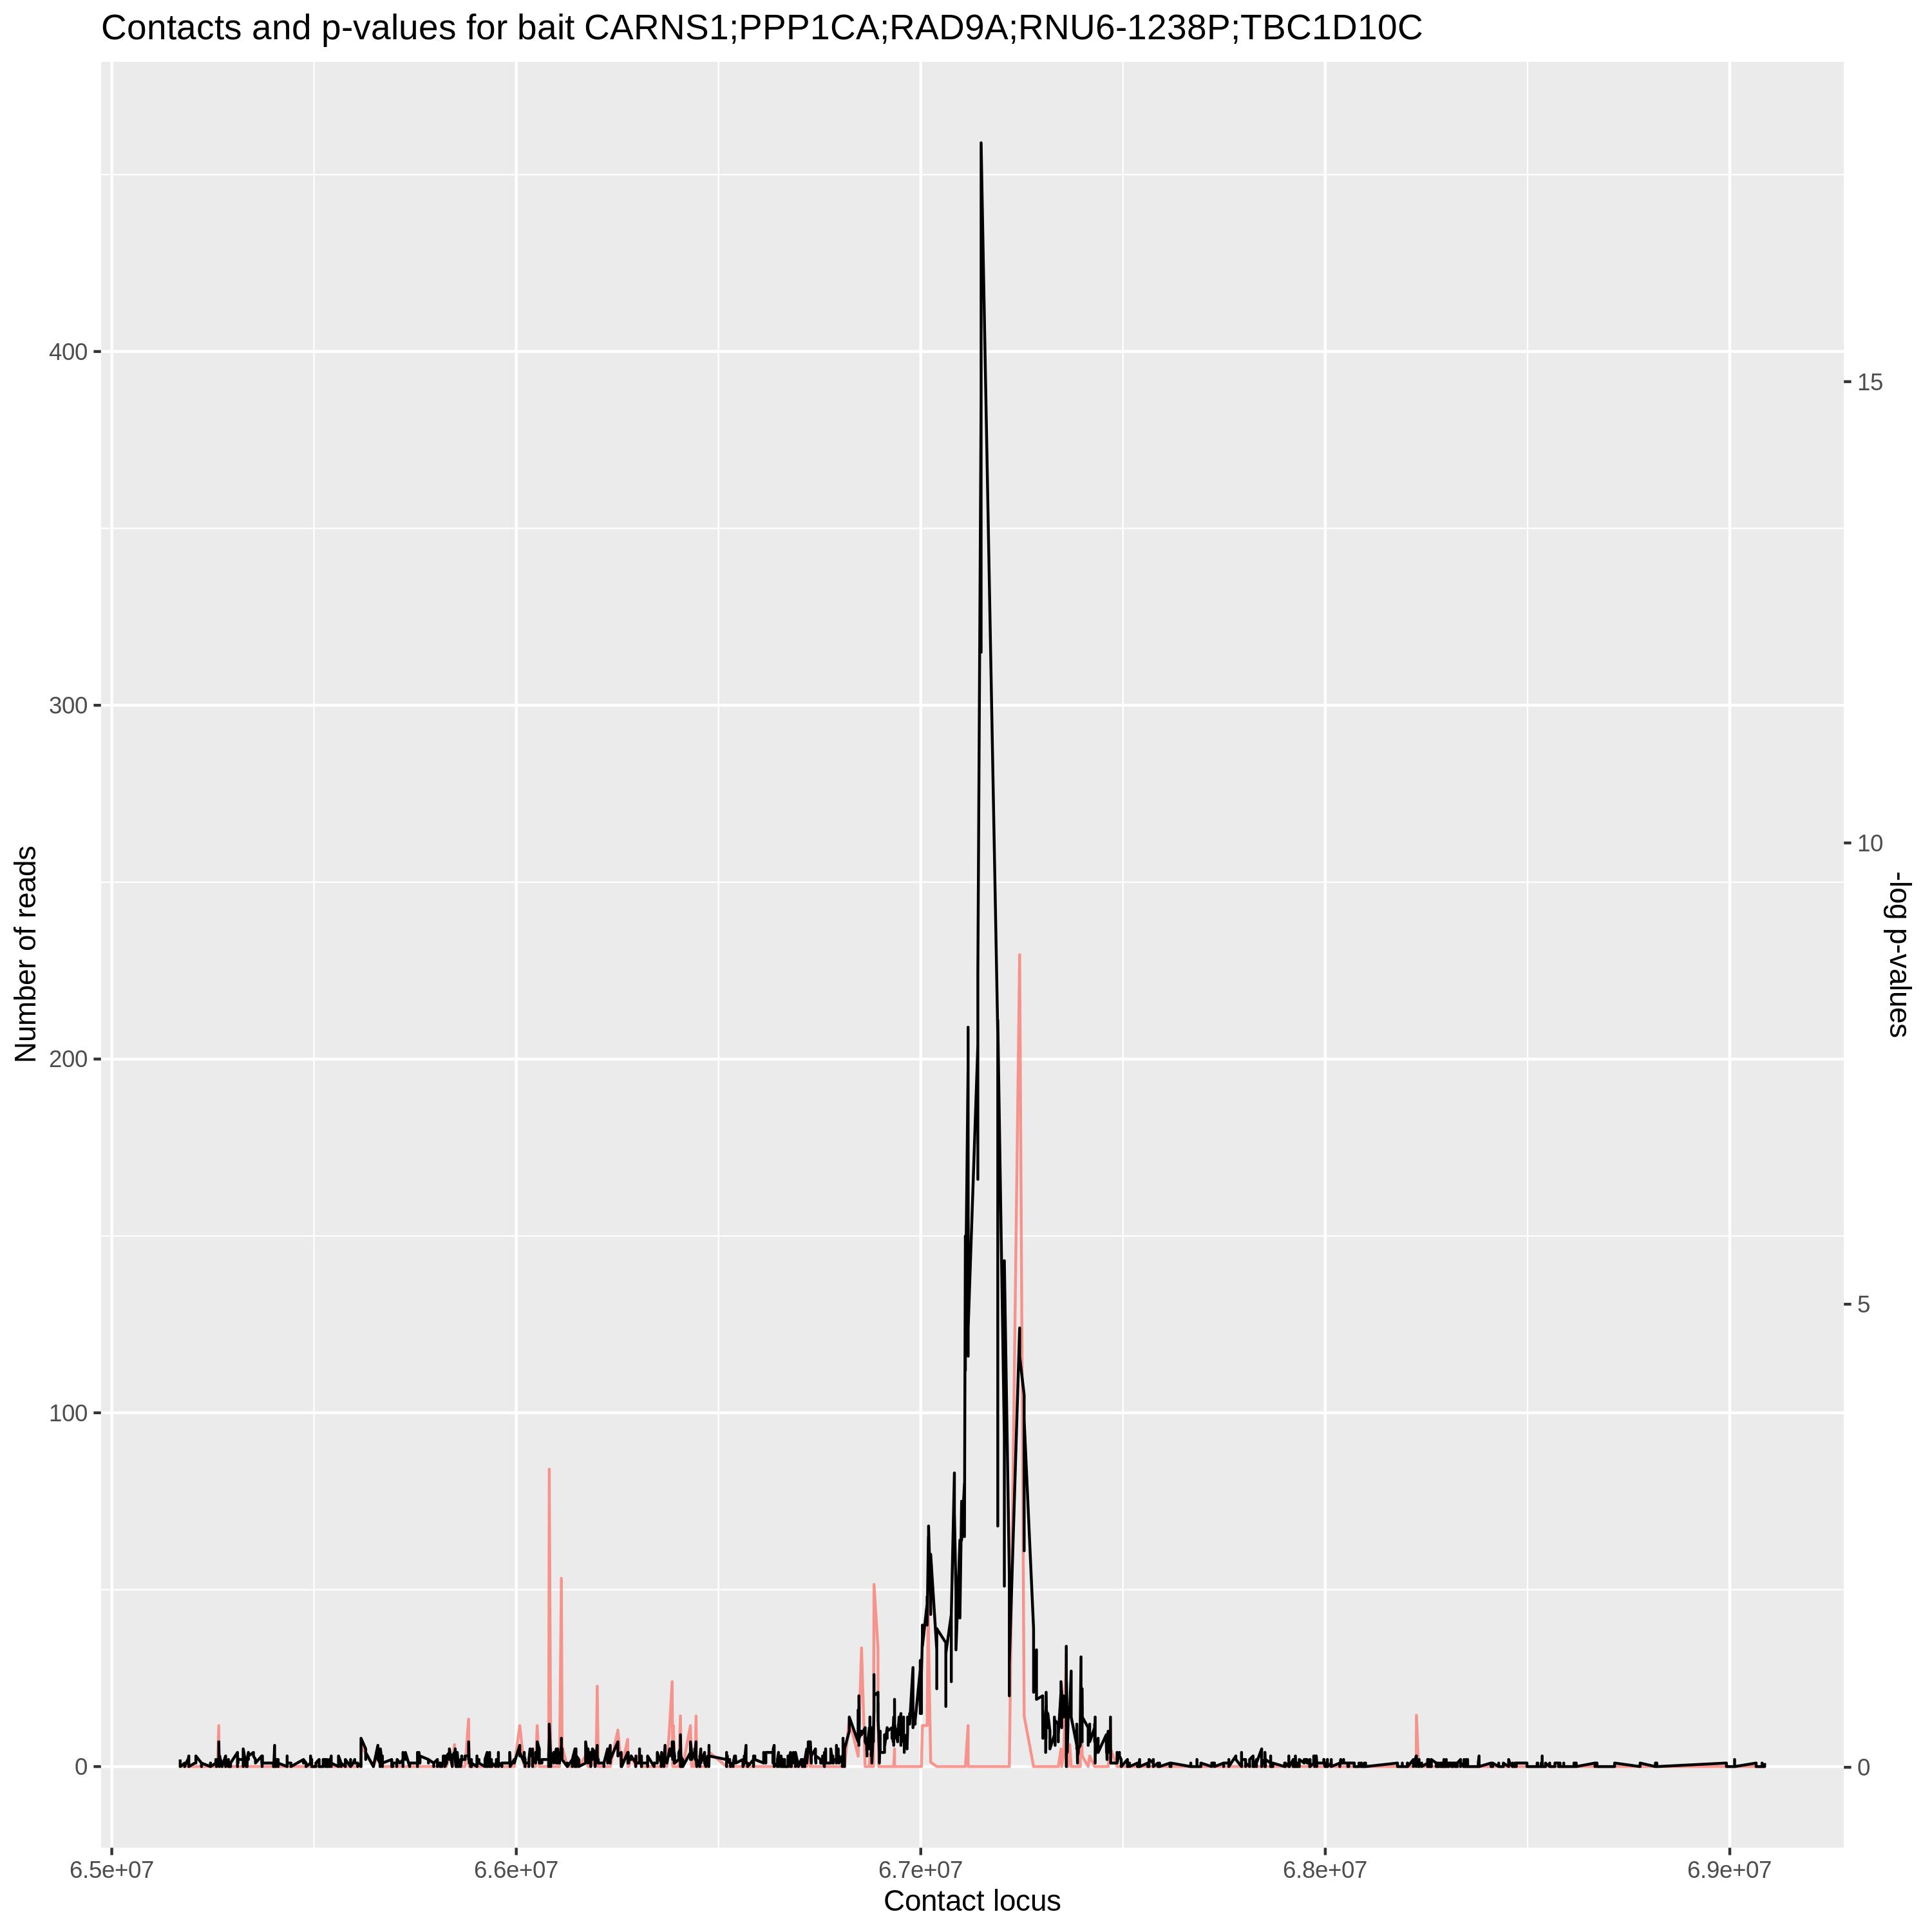 Contacts and p-values for bait CARNS1;PPP1CA;RAD9A;RNU6-1238P;TBC1D10C
400
300
200
100
0
Number of reads
15
10
5
0
-log p-values
6.5e+07
6.6e+07
6.7e+07
6.8e+07
6.9e+07
Contact locus